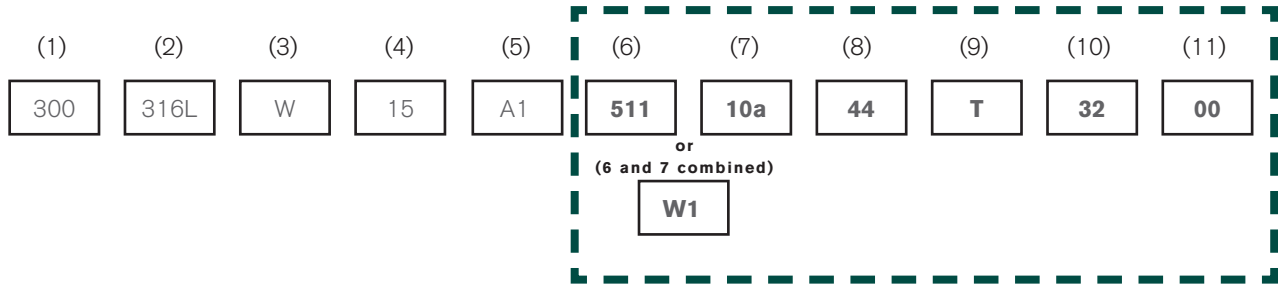 (1) (2) (3) (4) (5) (6) (7) (8) (9) (10) (11)
300 316L W 15 A1 511 10a 44 T 32 00
or
(6 and 7 combined)
W1